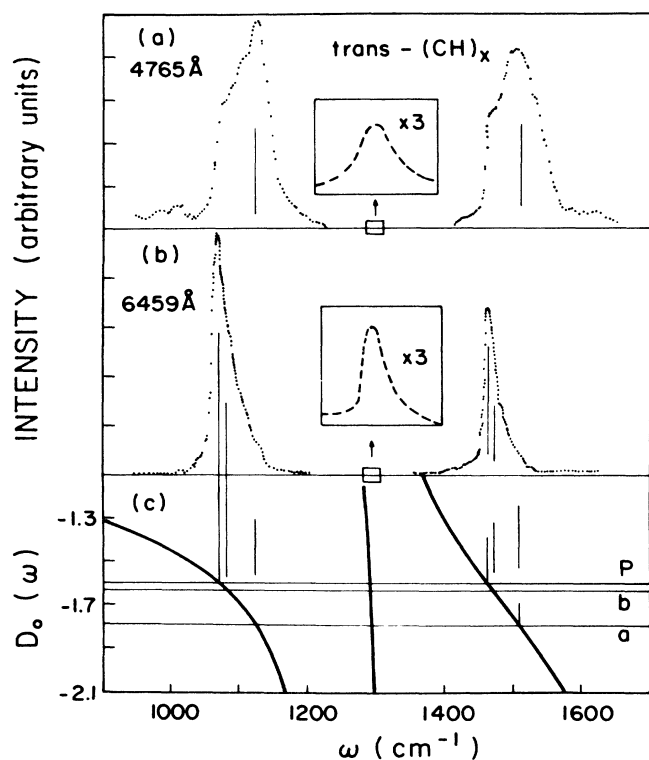 (a)
4765Å
trans - (CH)x
x3
(b)
6459Å
x3
INTENSITY (arbitrary units)
(c)
-1.3
-1.7
-2.1
D₀ (ω)
P
b
a
1000 1200 1400 1600
ω (cm⁻¹)